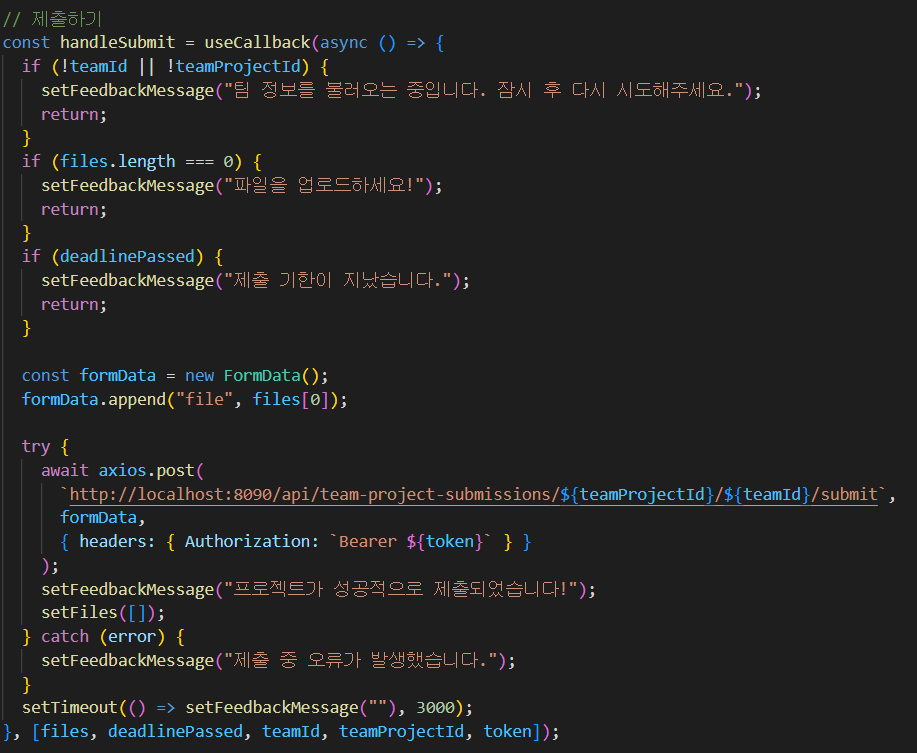 // 제출하기
const handleSubmit = useCallback(async () => {
  if (!teamId || !teamProjectId) {
    setFeedbackMessage("팀 정보를 불러오는 중입니다. 잠시 후 다시 시도해주세요.");
    return;
  }
  if (files.length === 0) {
    setFeedbackMessage("파일을 업로드하세요!");
    return;
  }
  if (deadlinePassed) {
    setFeedbackMessage("제출 기한이 지났습니다.");
    return;
  }

  const formData = new FormData();
  formData.append("file", files[0]);

  try {
    await axios.post(
      `http://localhost:8090/api/team-project-submissions/${teamProjectId}/${teamId}/submit`,
      formData,
      { headers: { Authorization: `Bearer ${token}` } }
    );
    setFeedbackMessage("프로젝트가 성공적으로 제출되었습니다!");
    setFiles([]);
  } catch (error) {
    setFeedbackMessage("제출 중 오류가 발생했습니다.");
  }
  setTimeout(() => setFeedbackMessage(""), 3000);
}, [files, deadlinePassed, teamId, teamProjectId, token]);